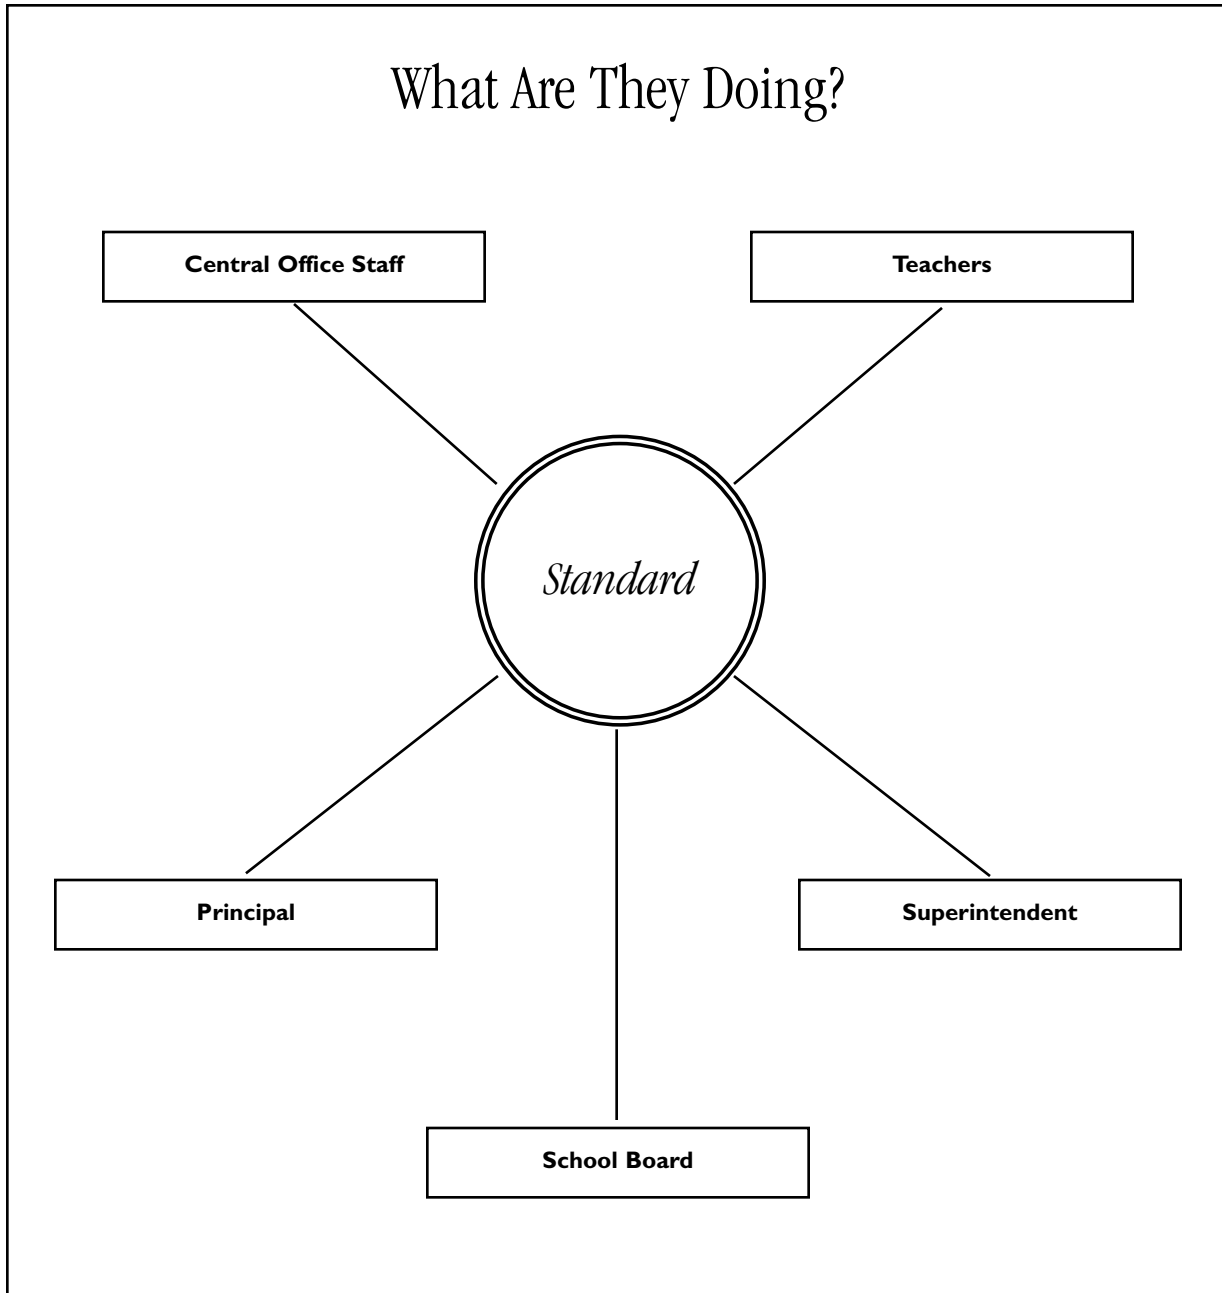 What Are They Doing?
Central Office Staff
Teachers
Standard
Principal
Superintendent
School Board